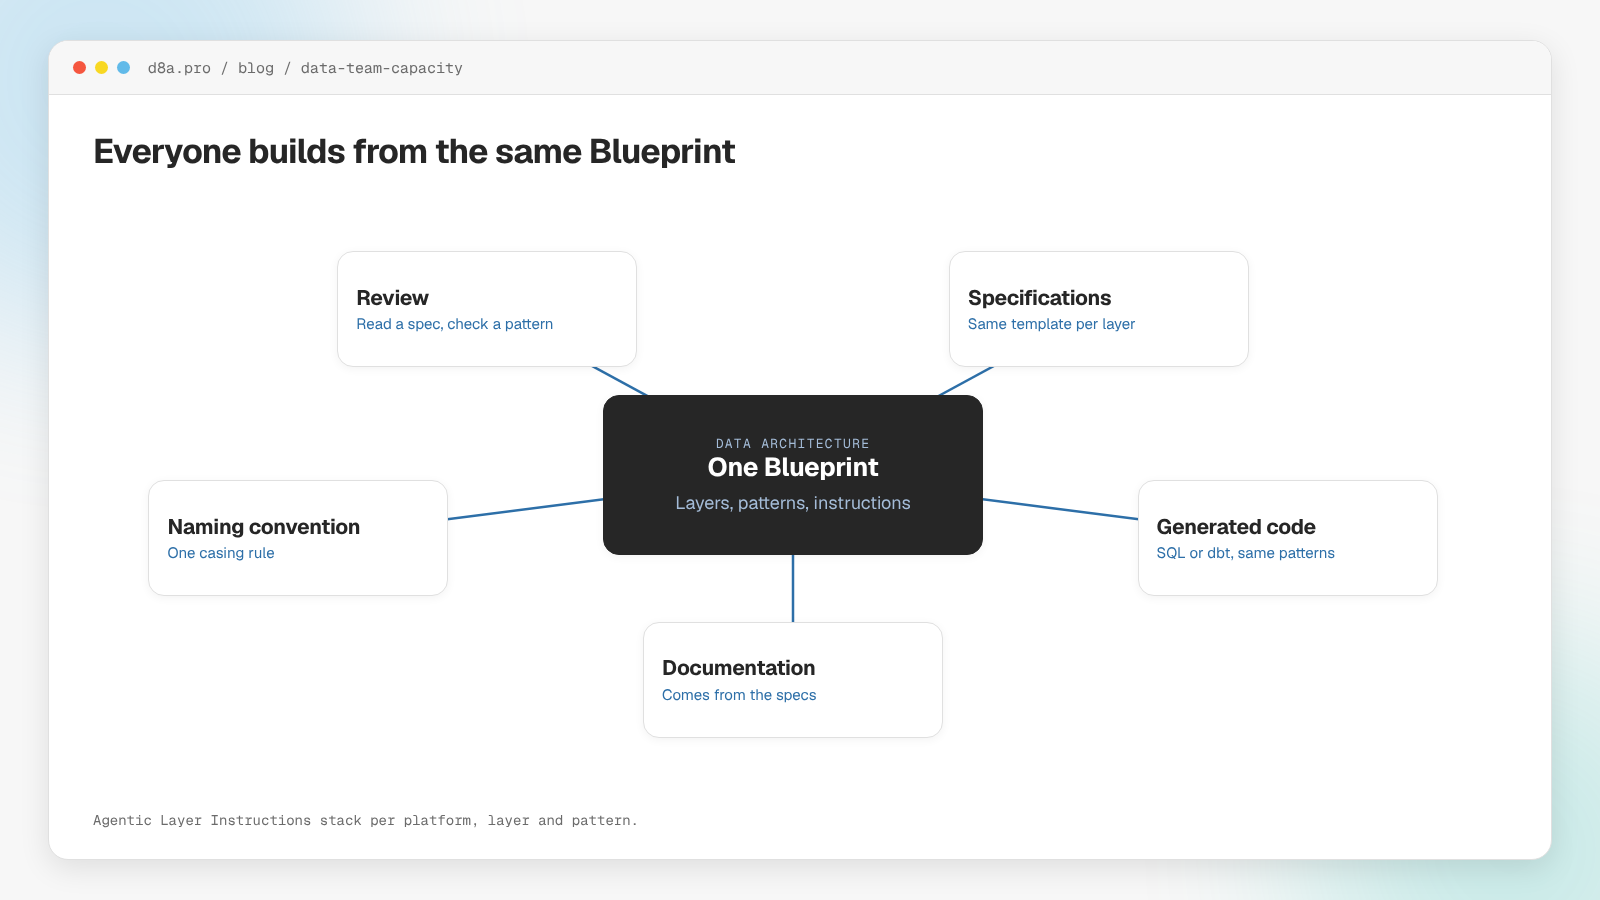 d8a.pro / blog / data-team-capacity
Everyone builds from the same Blueprint
Review
Read a spec, check a pattern
Specifications
Same template per layer
DATA ARCHITECTURE
One Blueprint
Layers, patterns, instructions
Naming convention
One casing rule
Generated code
SQL or dbt, same patterns
Documentation
Comes from the specs
Agentic Layer Instructions stack per platform, layer and pattern.